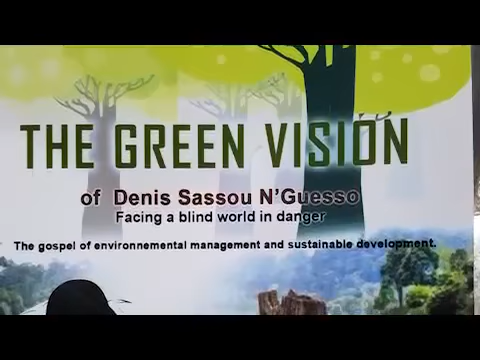 THE GREEN VISION
of Denis Sassou N'Guesso
Facing a blind world in danger
The gospel of environnemental management and sustainable development.